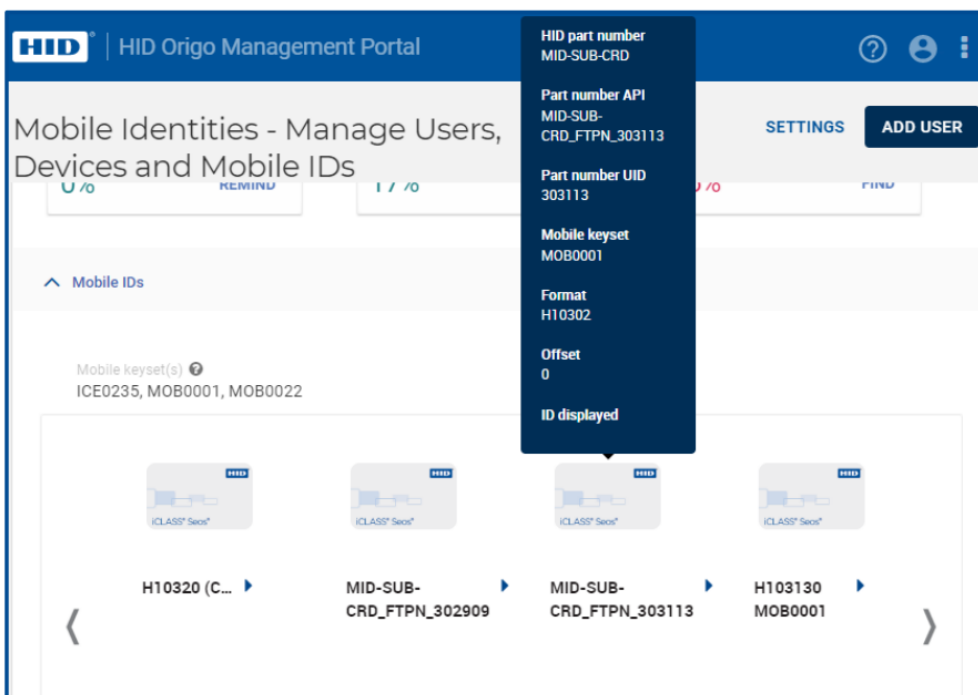 HID
HID Origo Management Portal
HID part number
MID-SUB-CRD
Part number API
MID-SUB-
CRD_FTPN_303113
Part number UID
303113
Mobile keyset
MOB0001
Format
H10302
Offset
0
ID displayed
Mobile Identities - Manage Users,
Devices and Mobile IDs
SETTINGS
ADD USER
0%
REMIND
17%
%
FIND
Mobile IDs
Mobile keyset(s)
ICE0235, MOB0001, MOB0022
HID
iCLASS® Seos®
HID
iCLASS® Seos®
HID
iCLASS® Seos®
HID
iCLASS® Seos®
H10320 (C...
MID-SUB-
CRD_FTPN_302909
MID-SUB-
CRD_FTPN_303113
H103130
MOB0001